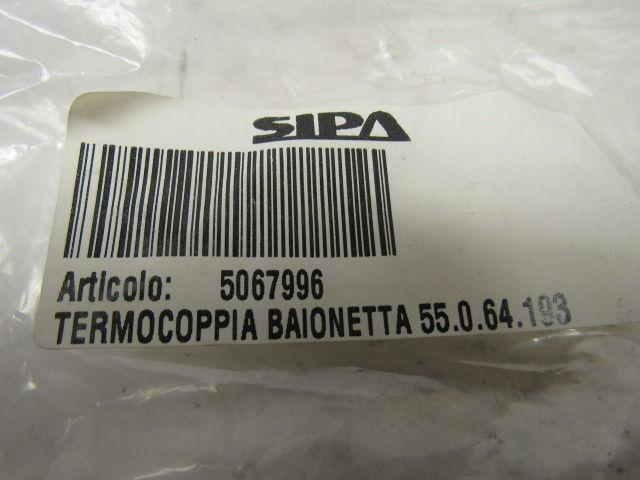 SIPA
Articolo: 5067996
TERMOCOPPIA BAIONETTA 55.0.64.193